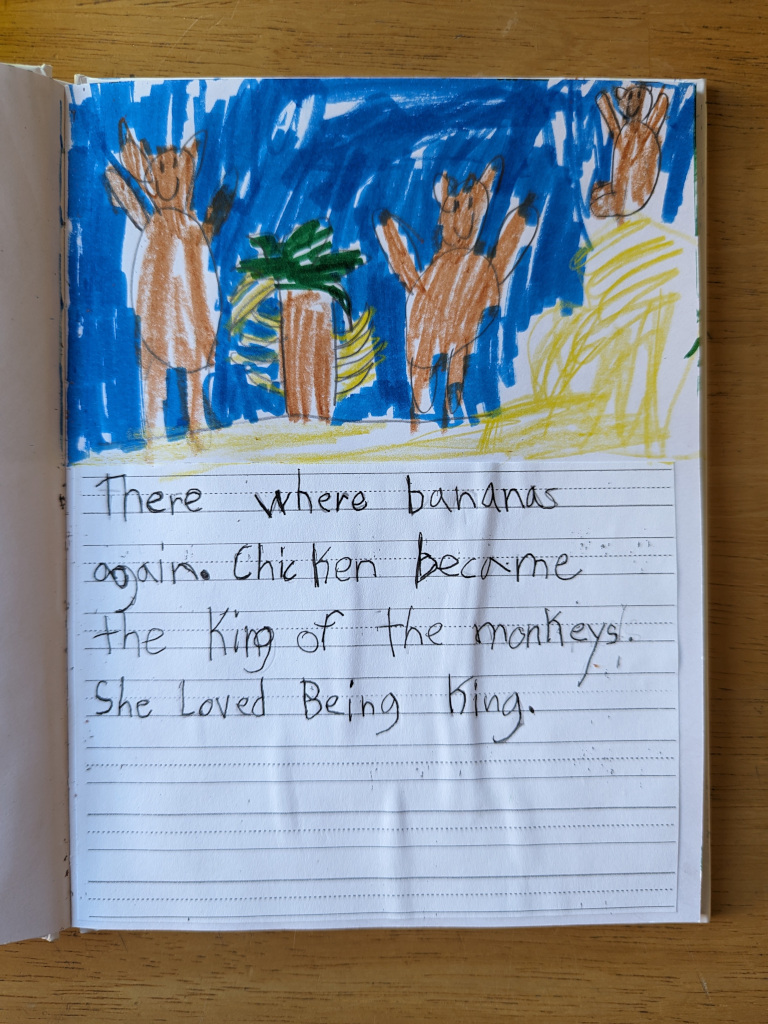 There where bananas
again. Chicken became
the King of the monkeys.
She Loved Being King.